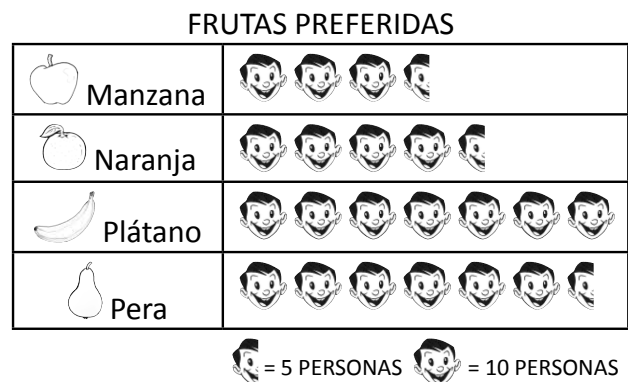 FRUTAS PREFERIDAS
Manzana
Naranja
Plátano
Pera
= 5 PERSONAS = 10 PERSONAS